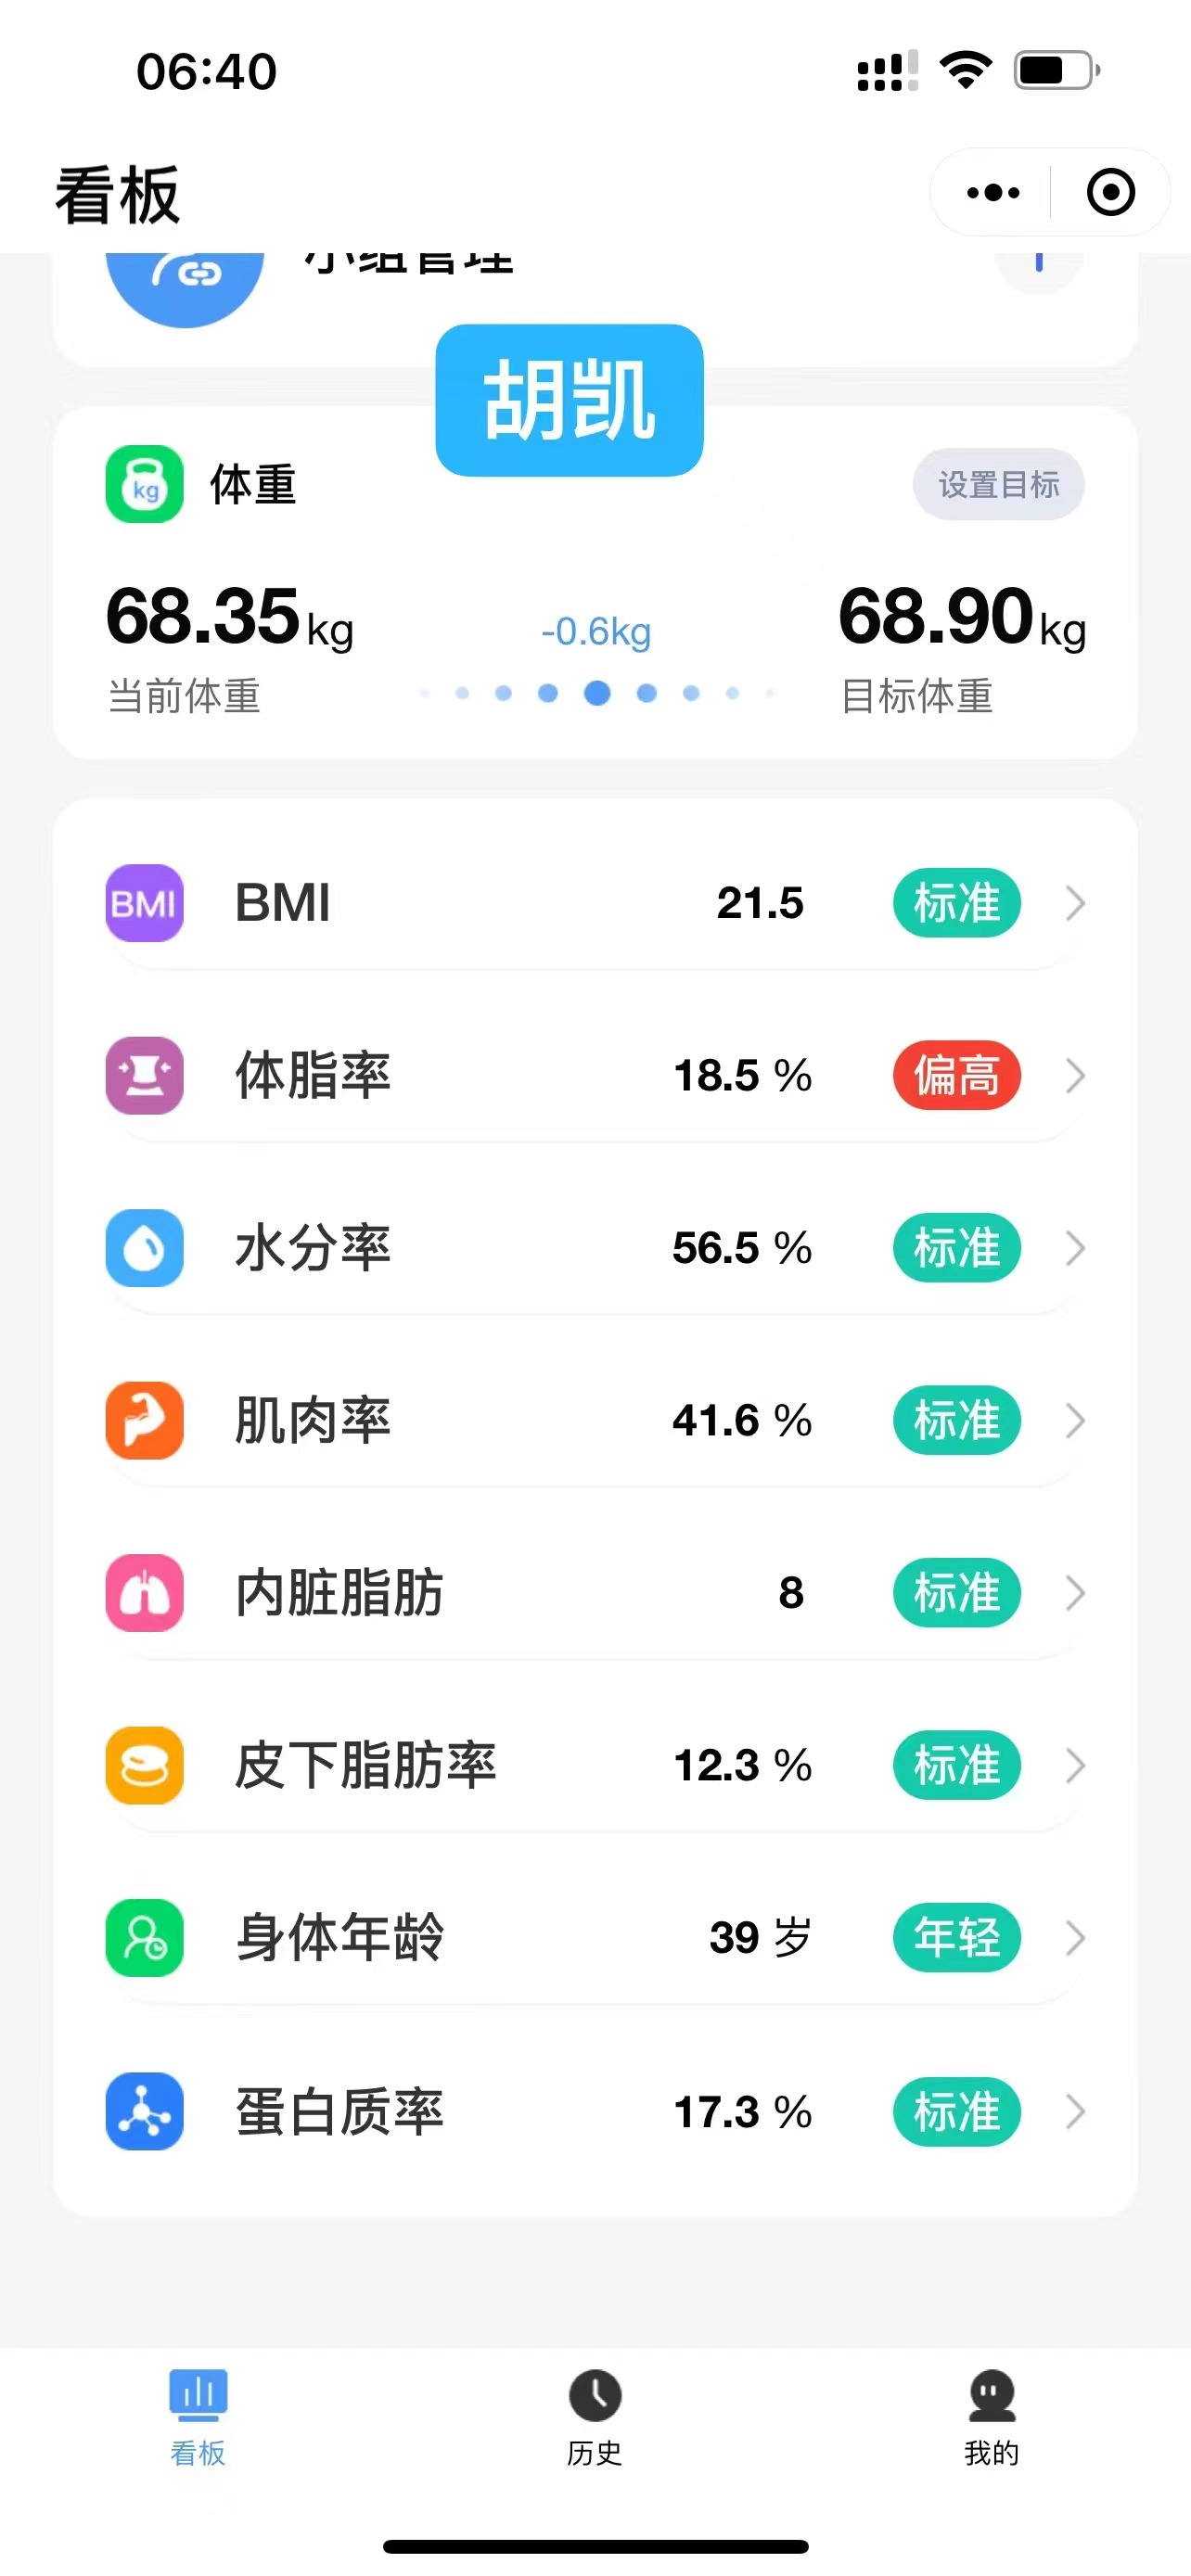 06:40
看板
小组管理
胡凯
kg
体重
设置目标
68.35kg
-0.6kg
68.90kg
当前体重
目标体重
BMI
BMI
21.5
标准
体脂率
18.5 %
偏高
水分率
56.5 %
标准
肌肉率
41.6 %
标准
内脏脂肪
8
标准
皮下脂肪率
12.3 %
标准
身体年龄
39 岁
年轻
蛋白质率
17.3 %
标准
看板
历史
我的